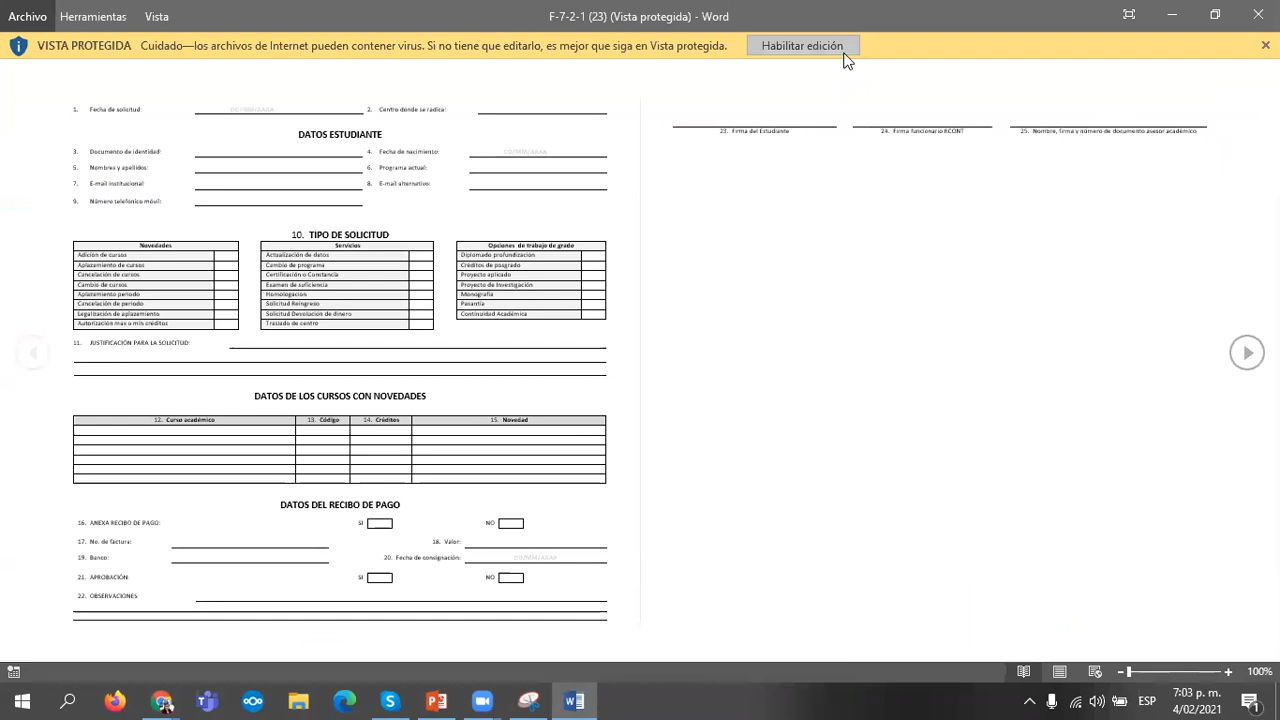 Archivo Herramientas Vista F-7-2-1 (23) (Vista protegida) - Word
VISTA PROTEGIDA Cuidado—los archivos de Internet pueden contener virus. Si no tiene que editarlo, es mejor que siga en Vista protegida. Habilitar edición
1. Fecha de solicitud: DD/MM/AAAA 2. Centro donde se radica:
DATOS ESTUDIANTE
3. Documento de identidad: 4. Fecha de nacimiento: DD/MM/AAAA
5. Nombres y apellidos: 6. Programa actual:
7. E-mail institucional: 8. E-mail alternativo:
9. Número telefónico móvil:
10. TIPO DE SOLICITUD
Novedades
Adición de cursos
Aplazamiento de cursos
Cancelación de cursos
Cambio de cursos
Aplazamiento periodo
Cancelación de periodo
Legalización de aplazamiento
Autorización max o min créditos
Servicios
Actualización de datos
Cambio de programa
Certificación o Constancia
Examen de suficiencia
Homologación
Solicitud Reingreso
Solicitud Devolución de dinero
Traslado de centro
Opciones de trabajo de grado
Diplomado profundización
Créditos de posgrado
Proyecto aplicado
Proyecto de Investigación
Monografía
Pasantía
Continuidad Académica
11. JUSTIFICACIÓN PARA LA SOLICITUD:
DATOS DE LOS CURSOS CON NOVEDADES
12. Curso académico 13. Código 14. Créditos 15. Novedad
DATOS DEL RECIBO DE PAGO
16. ANEXA RECIBO DE PAGO: SI NO
17. No. de factura: 18. Valor:
19. Banco: 20. Fecha de consignación: DD/MM/AAAA
21. APROBACIÓN: SI NO
22. OBSERVACIONES
23. Firma del Estudiante 24. Firma funcionario RCONT 25. Nombre, firma y número de documento asesor académico
100%
ESP
7:03 p. m.
4/02/2021
1